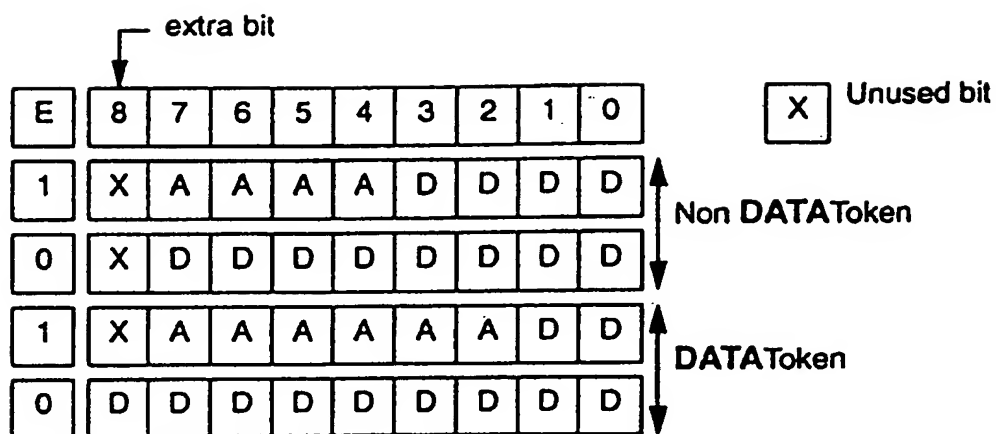 extra bit
E 8 7 6 5 4 3 2 1 0
X Unused bit
1 X A A A A D D D D
Non DATAToken
0 X D D D D D D D D
1 X A A A A A A D D
DATAToken
0 D D D D D D D D D